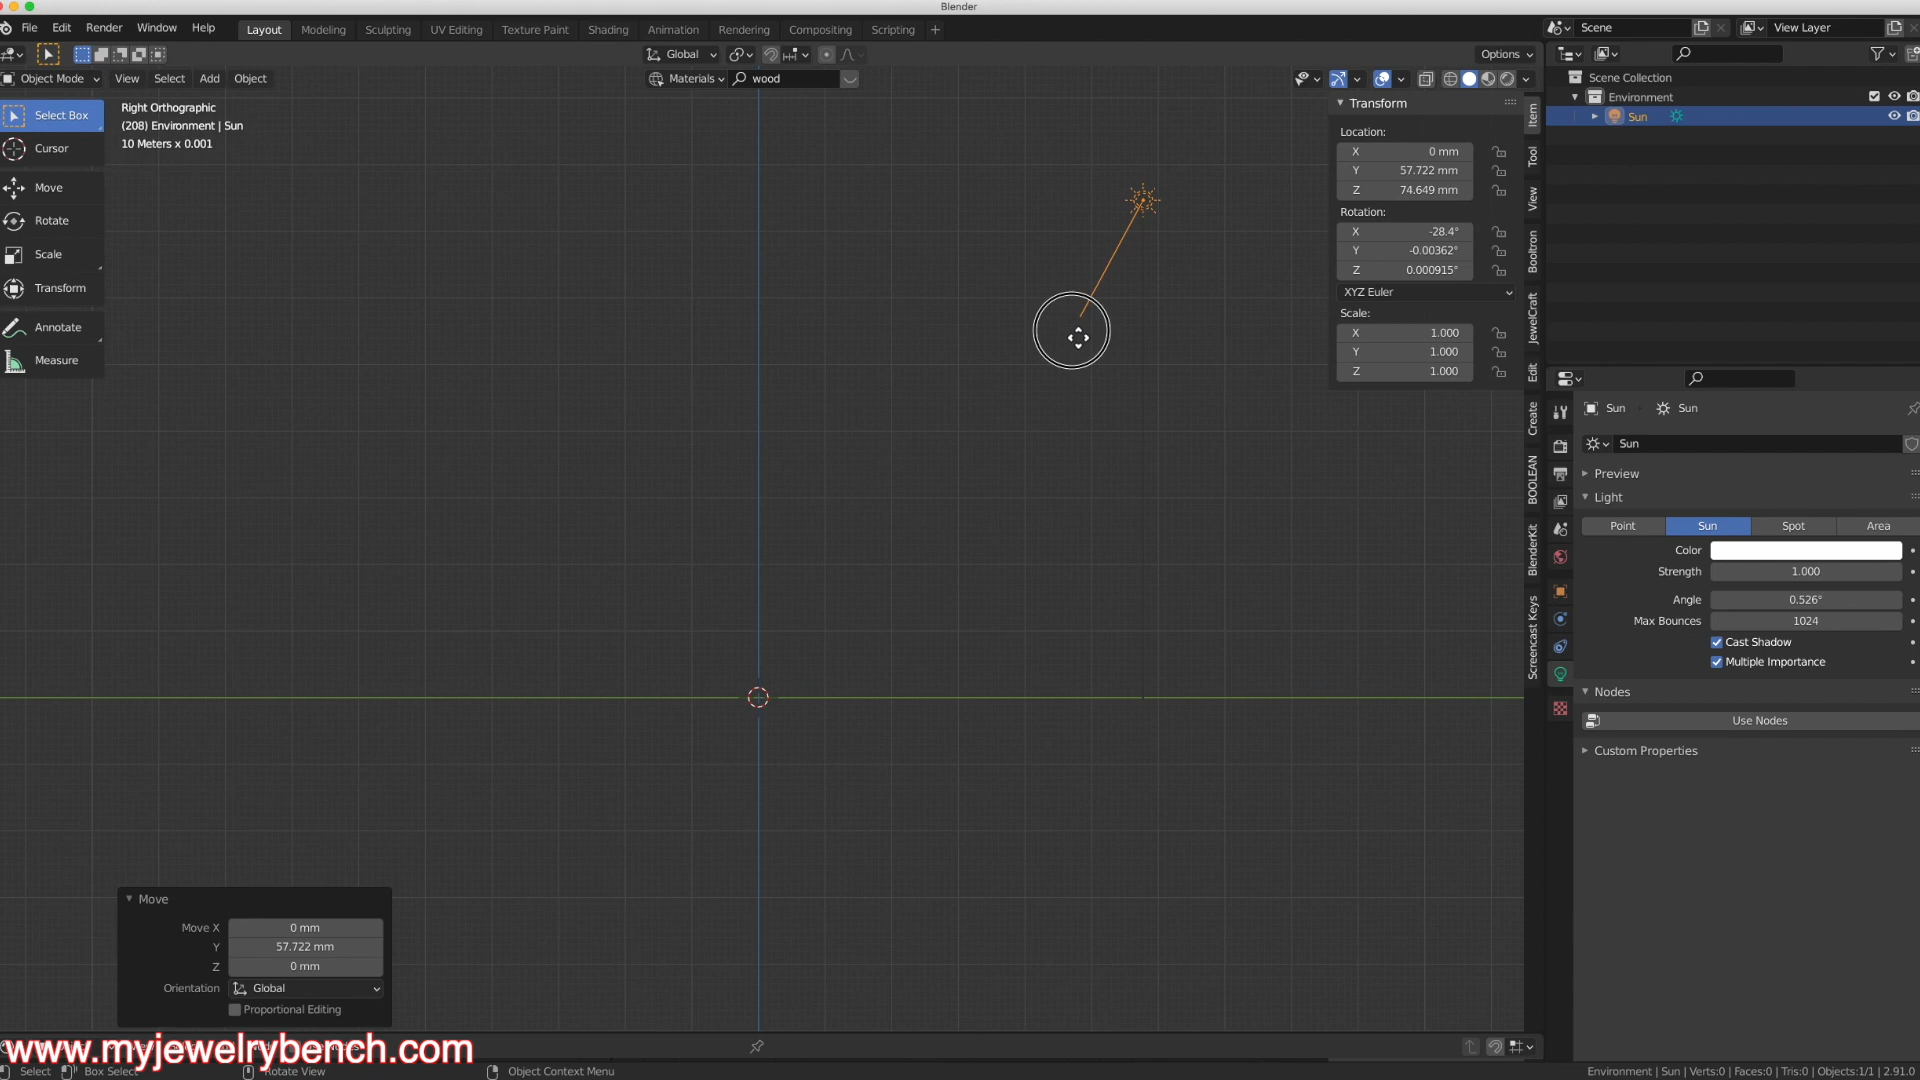 Blender
File Edit Render Window Help Layout Modeling Sculpting UV Editing Texture Paint Shading Animation Rendering Compositing Scripting + Scene View Layer
Global Options
Object Mode View Select Add Object Materials wood
Select Box
Cursor
Move
Rotate
Scale
Transform
Annotate
Measure
Right Orthographic
(208) Environment | Sun
10 Meters x 0.001
Transform
Location:
X 0 mm
Y 57.722 mm
Z 74.649 mm
Rotation:
X -28.4°
Y -0.00362°
Z 0.000915°
XYZ Euler
Scale:
X 1.000
Y 1.000
Z 1.000
Item
Tool
View
Booltron
JewelCraft
Edit
Create
BOOLEAN
BlenderKit
Screencast Keys
Scene Collection
Environment
Sun
Sun Sun
Sun
Preview
Light
Point Sun Spot Area
Color
Strength 1.000
Angle 0.526°
Max Bounces 1024
Cast Shadow
Multiple Importance
Nodes
Use Nodes
Custom Properties
Move
Move X 0 mm
Y 57.722 mm
Z 0 mm
Orientation Global
Proportional Editing
www.myjewelrybench.com
Select Box Select Rotate View Object Context Menu Environment | Sun | Verts:0 | Faces:0 | Tris:0 | Objects:1/1 | 2.91.0